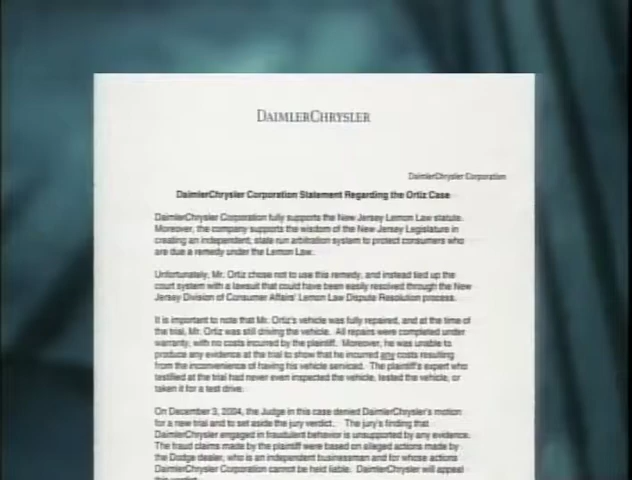 DAIMLERCHRYSLER
DaimlerChrysler Corporation
DaimlerChrysler Corporation Statement Regarding the Ortiz Case
DaimlerChrysler Corporation fully supports the New Jersey Lemon Law statute.
Moreover, the company supports the wisdom of the New Jersey Legislature in
creating an independent, state run arbitration system to protect consumers who
are due a remedy under the Lemon Law.
Unfortunately, Mr. Ortiz chose not to use this remedy, and instead tied up the
court system with a lawsuit that could have been easily resolved through the New
Jersey Division of Consumer Affairs' Lemon Law Dispute Resolution process.
It is important to note that Mr. Ortiz's vehicle was fully repaired, and at the time of
the trial, Mr. Ortiz was still driving the vehicle. All repairs were completed under
warranty, with no costs incurred by the plaintiff. Moreover, he was unable to
produce any evidence at the trial to show that he incurred any costs resulting
from the inconvenience of having his vehicle serviced. The plaintiff's expert who
testified at the trial had never even inspected the vehicle, tested the vehicle, or
taken it for a test drive.
On December 3, 2004, the Judge in this case denied DaimlerChrysler's motion
for a new trial and to set aside the jury verdict. The jury's finding that
DaimlerChrysler engaged in fraudulent behavior is unsupported by any evidence.
The fraud claims made by the plaintiff were based on alleged actions made by
the Dodge dealer, who is an independent businessman and for whose actions
DaimlerChrysler Corporation cannot be held liable. DaimlerChrysler will appeal